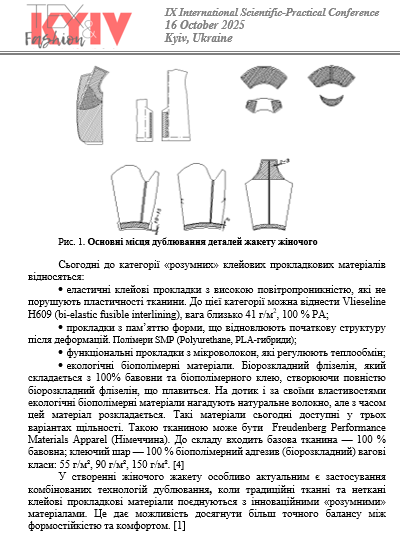 TEX&
KYIV
Fashion
IX International Scientific-Practical Conference
16 October 2025
Kyiv, Ukraine
Рис. 1. Основні місця дублювання деталей жакету жіночого
Сьогодні до категорії «розумних» клейових прокладкових матеріалів
відносяться:
• еластичні клейові прокладки з високою повітропроникністю, які не
порушують пластичності тканини. До цієї категорії можна віднести Vlieseline
H609 (bi-elastic fusible interlining), вага близько 41 г/м², 100 % PA;
• прокладки з пам’яттю форми, що відновлюють початкову структуру
після деформацій. Полімери SMP (Polyurethane, PLA-гибриди);
• функціональні прокладки з мікроволокон, які регулюють теплообмін;
• екологічні біополімерні матеріали. Біорозкладний флізелін, який
складається з 100% бавовни та біополімерного клею, створюючи повністю
біорозкладний флізелін, що плавиться. На дотик і за своїми властивостями
екологічні біополімерні матеріали нагадують натуральне волокно, але з часом
цей матеріал розкладається. Такі матеріали сьогодні доступні у трьох
варіантах щільності. Такою тканиною може бути Freudenberg Performance
Materials Apparel (Німеччина). До складу входить базова тканина — 100 %
бавовна; клеючий шар — 100 % біополімерний адгезив (біорозкладний) вагові
класи: 55 г/м², 90 г/м², 150 г/м². [4]
У створенні жіночого жакету особливо актуальним є застосування
комбінованих технологій дублювання, коли традиційні тканні та неткані
клейові прокладкові матеріали поєднуються з інноваційними «розумними»
матеріалами. Це дає можливість досягнути більш точного балансу між
формостійкістю та комфортом. [1]